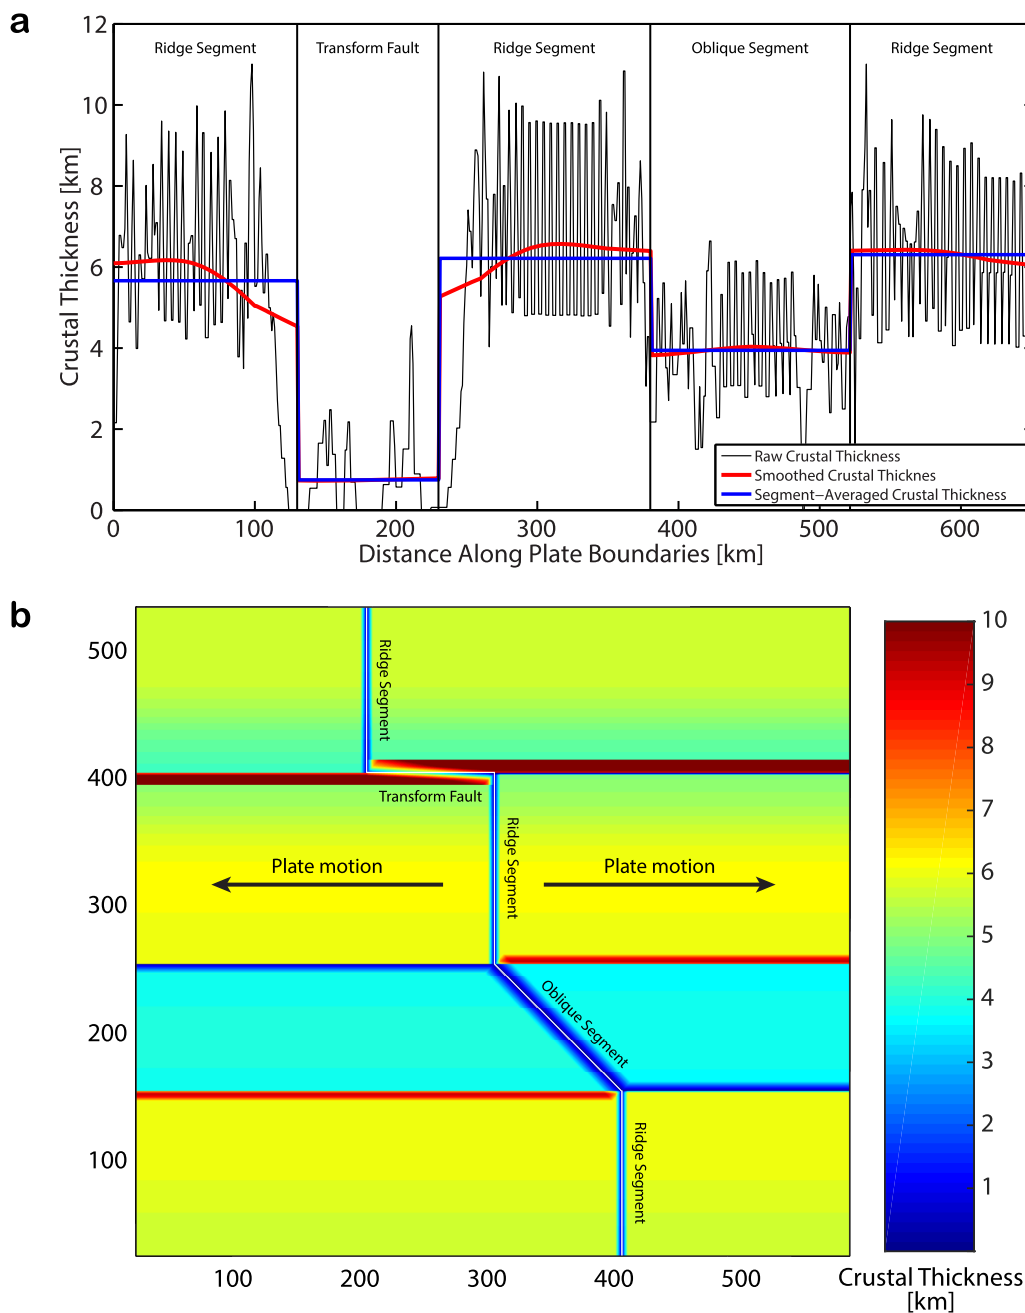 a
12
10
8
6
4
2
0
Crustal Thickness [km]
Ridge Segment
Transform Fault
Ridge Segment
Oblique Segment
Ridge Segment
Raw Crustal Thickness
Smoothed Crustal Thicknes
Segment−Averaged Crustal Thickness
0
100
200
300
400
500
600
Distance Along Plate Boundaries [km]
b
500
400
300
200
100
Ridge Segment
Transform Fault
Ridge Segment
Plate motion
Plate motion
Oblique Segment
Ridge Segment
100
200
300
400
500
10
9
8
7
6
5
4
3
2
1
Crustal Thickness
[km]